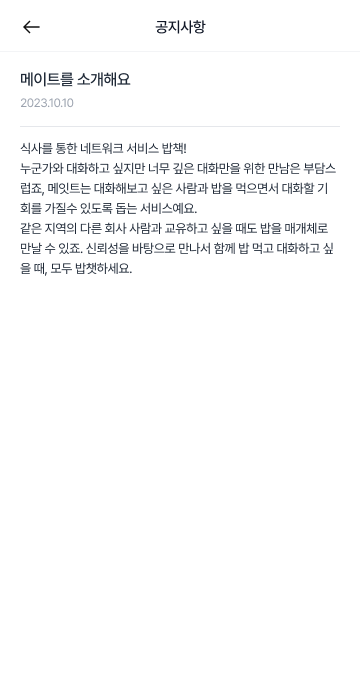 공지사항
메이트를 소개해요
2023.10.10
식사를 통한 네트워크 서비스 밥책!
누군가와 대화하고 싶지만 너무 깊은 대화만을 위한 만남은 부담스
럽죠, 메잇트는 대화해보고 싶은 사람과 밥을 먹으면서 대화할 기
회를 가질수 있도록 돕는 서비스예요.
같은 지역의 다른 회사 사람과 교유하고 싶을 때도 밥을 매개체로
만날 수 있죠. 신뢰성을 바탕으로 만나서 함께 밥 먹고 대화하고 싶
을 때, 모두 밥챗하세요.